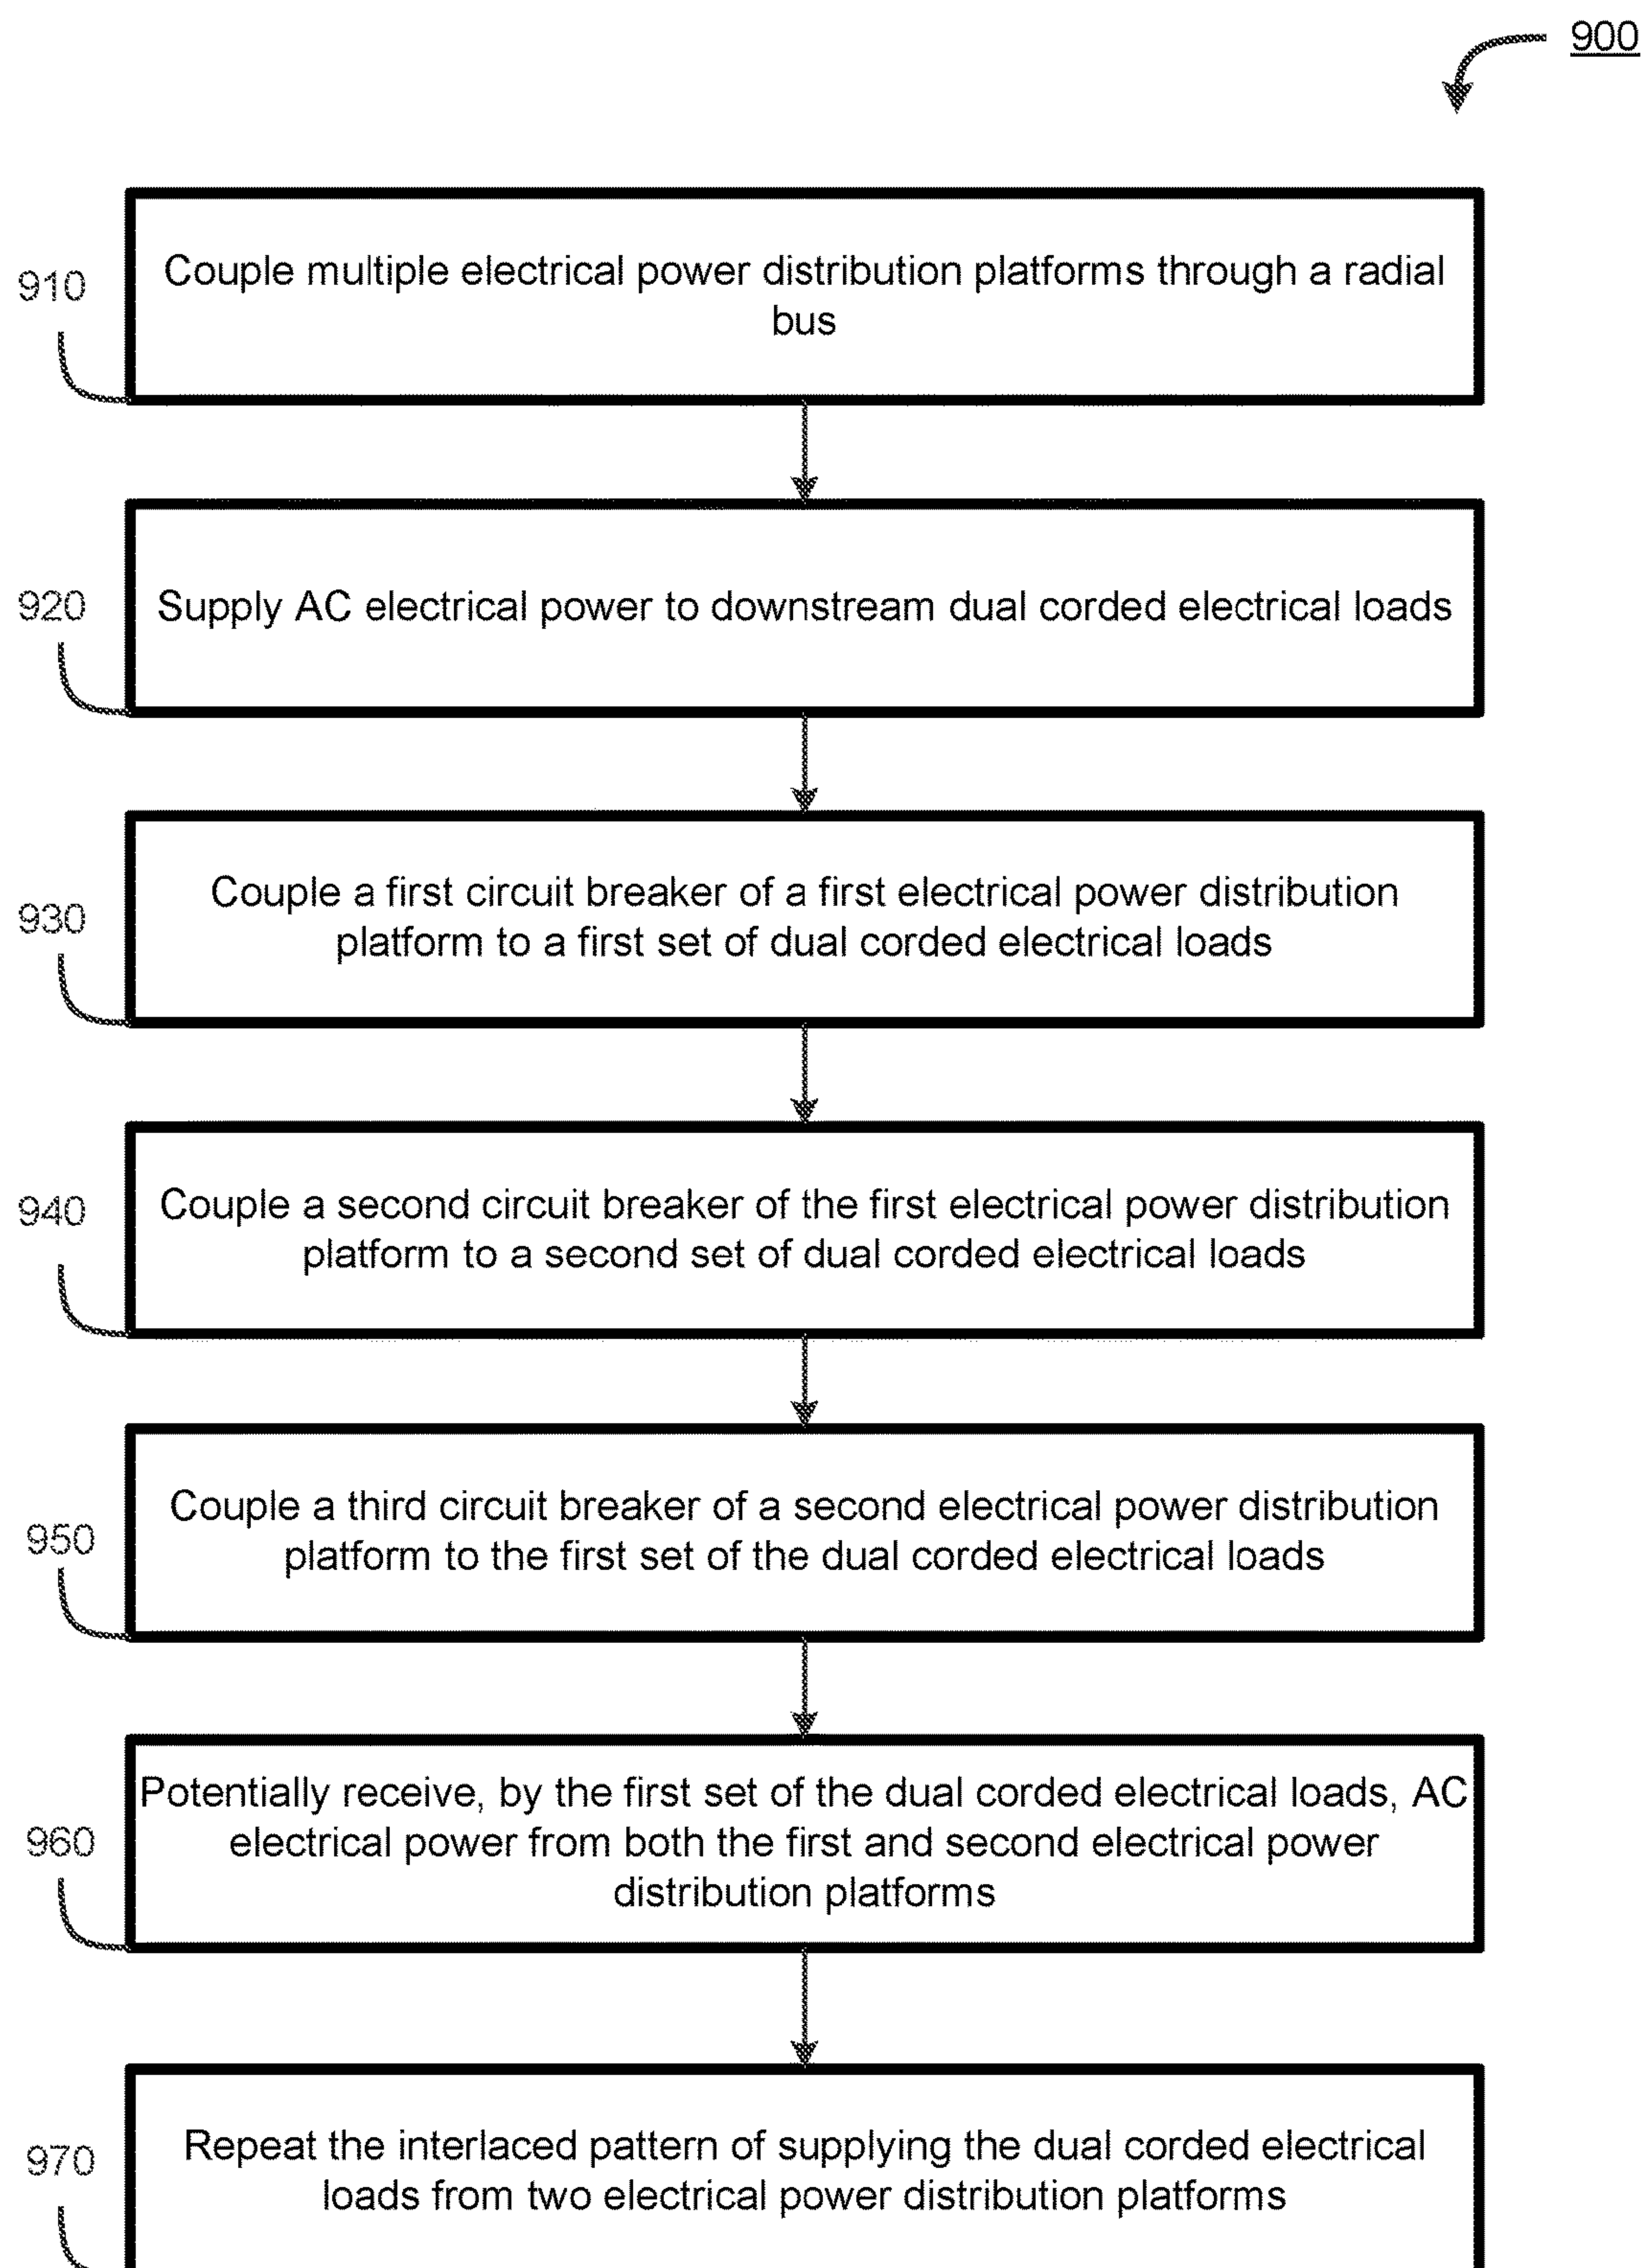 900
910
Couple multiple electrical power distribution platforms through a radial
bus
920
Supply AC electrical power to downstream dual corded electrical loads
930
Couple a first circuit breaker of a first electrical power distribution
platform to a first set of dual corded electrical loads
940
Couple a second circuit breaker of the first electrical power distribution
platform to a second set of dual corded electrical loads
950
Couple a third circuit breaker of a second electrical power distribution
platform to the first set of the dual corded electrical loads
960
Potentially receive, by the first set of the dual corded electrical loads, AC
electrical power from both the first and second electrical power
distribution platforms
970
Repeat the interlaced pattern of supplying the dual corded electrical
loads from two electrical power distribution platforms